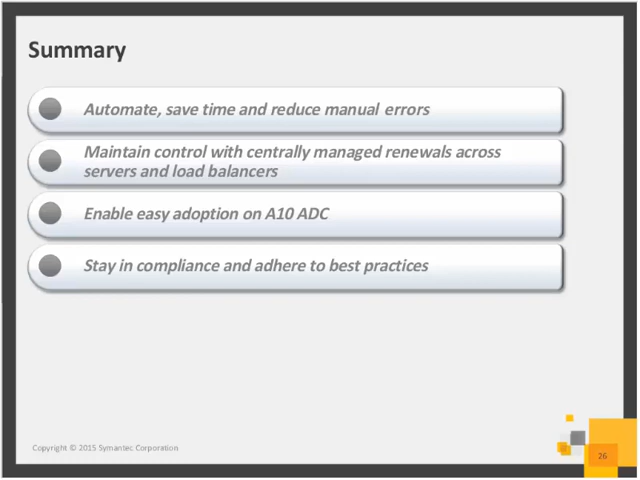 Summary
Automate, save time and reduce manual errors
Maintain control with centrally managed renewals across
servers and load balancers
Enable easy adoption on A10 ADC
Stay in compliance and adhere to best practices
Copyright © 2015 Symantec Corporation
26